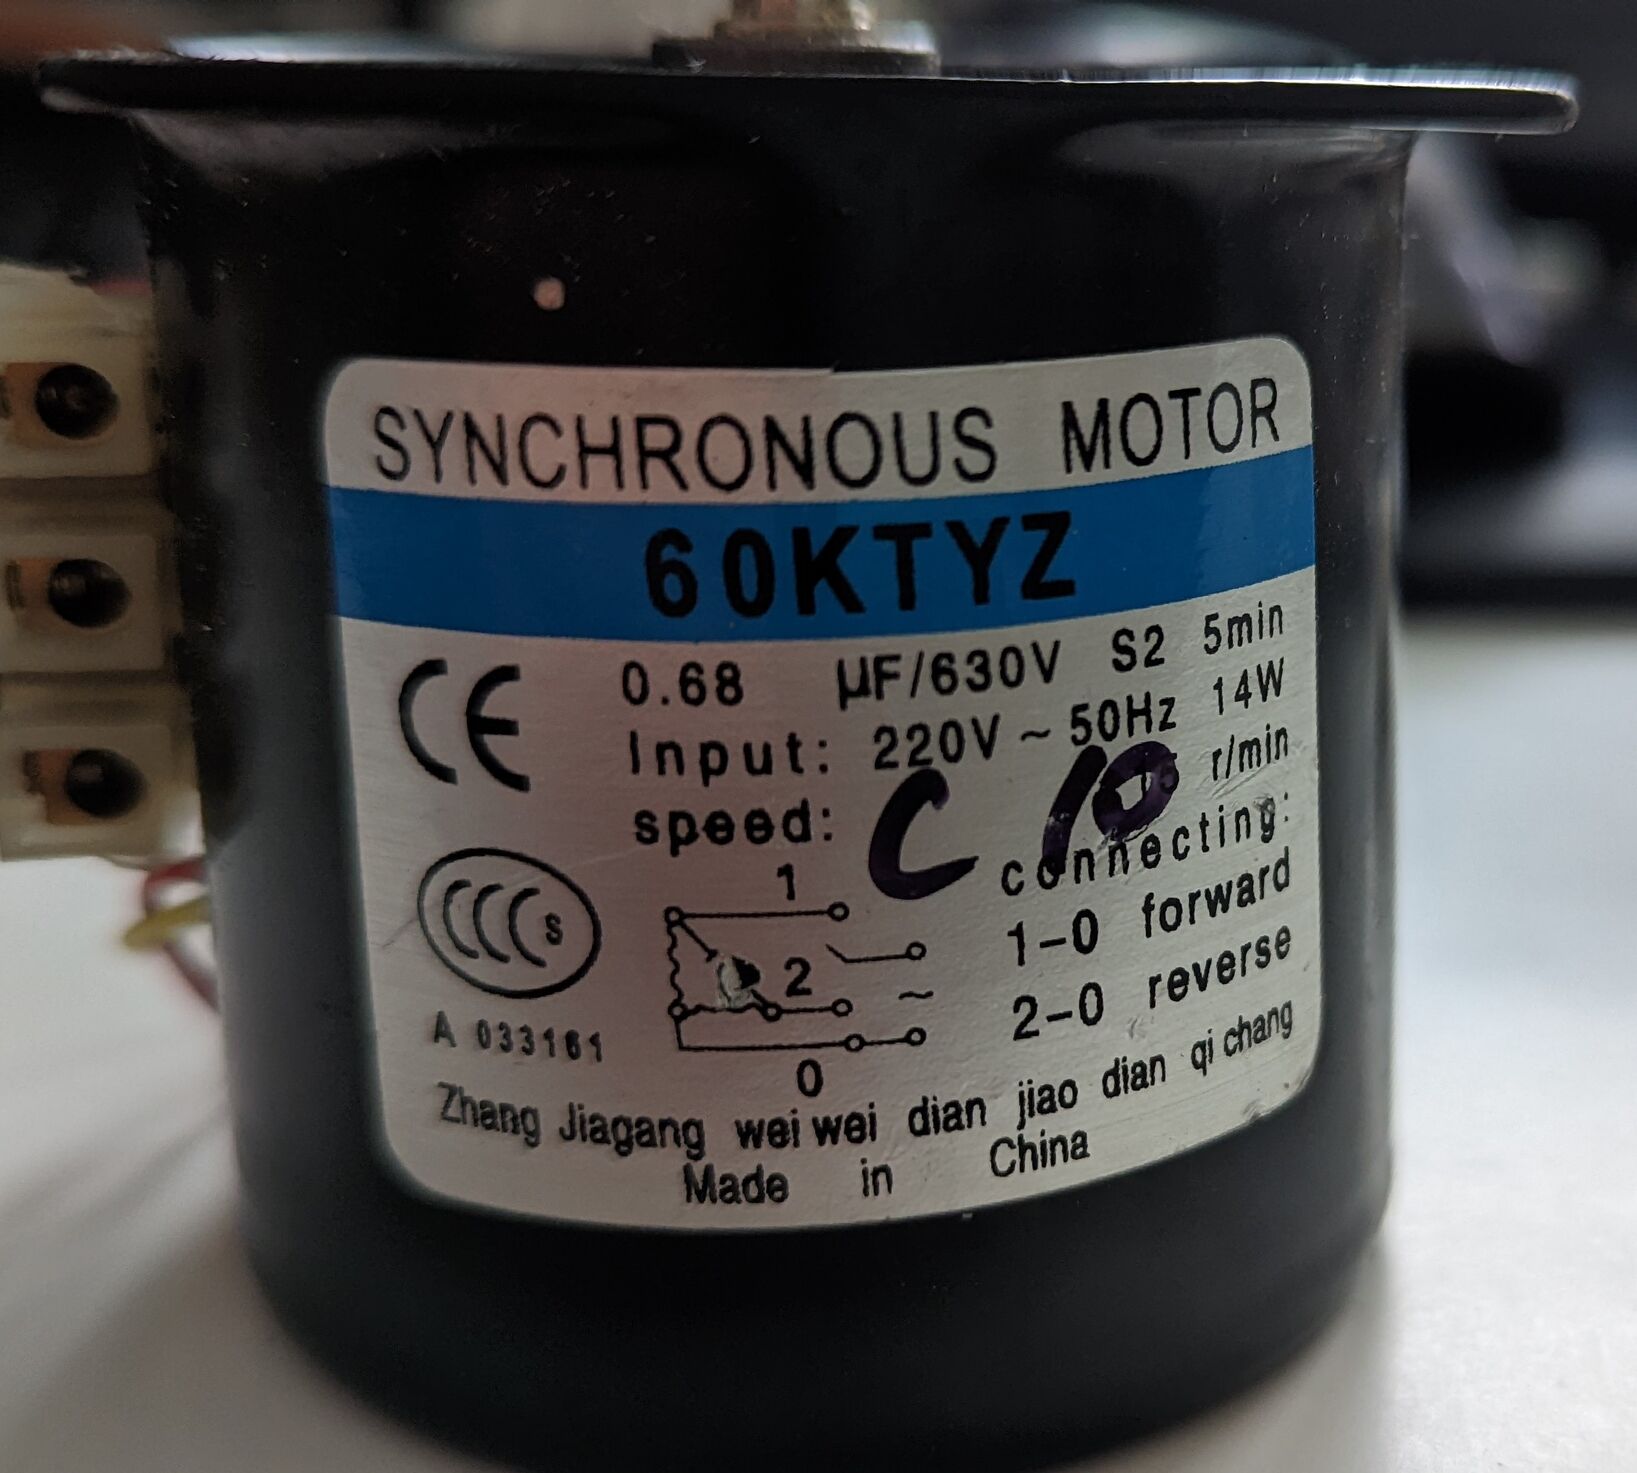 SYNCHRONOUS MOTOR
60KTYZ
CE 0.68 µF/630V S2 5min
Input: 220V ~ 50Hz 14W
speed: r/min
C 10
CCC S
connecting:
1
1-0 forward
2
~
2-0 reverse
0
A 033161
Zhang Jiagang wei wei dian jiao dian qi chang
Made in China